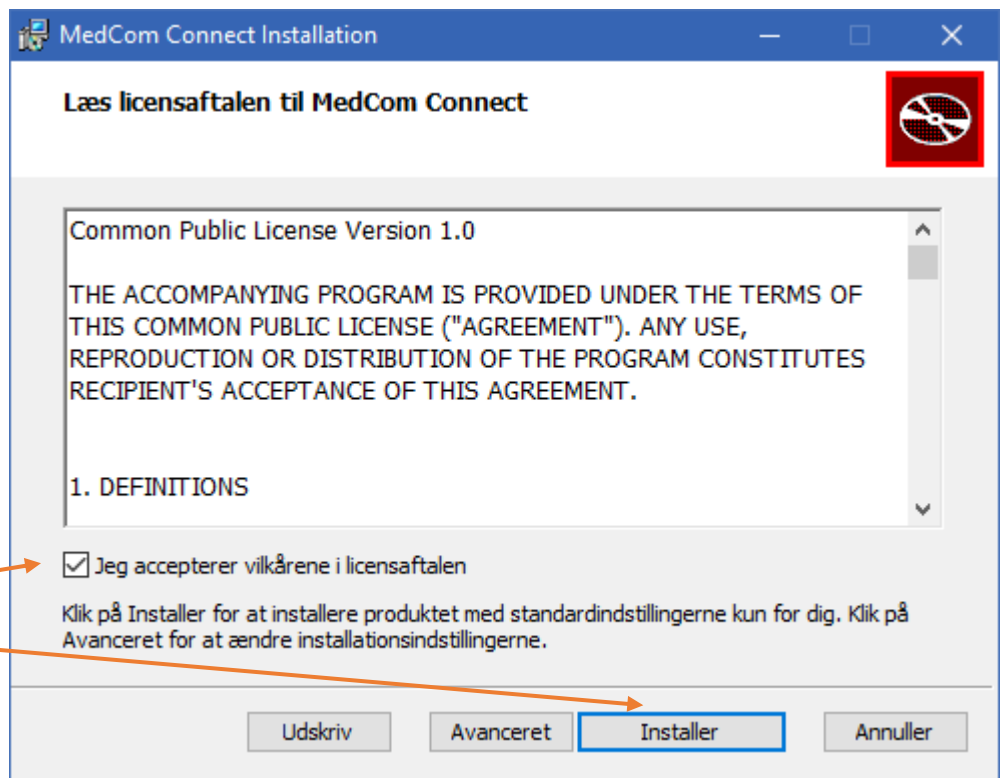 MedCom Connect Installation
Læs licensaftalen til MedCom Connect
Common Public License Version 1.0
THE ACCOMPANYING PROGRAM IS PROVIDED UNDER THE TERMS OF
THIS COMMON PUBLIC LICENSE ("AGREEMENT"). ANY USE,
REPRODUCTION OR DISTRIBUTION OF THE PROGRAM CONSTITUTES
RECIPIENT'S ACCEPTANCE OF THIS AGREEMENT.
1. DEFINITIONS
Jeg accepterer vilkårene i licensaftalen
Klik på Installer for at installere produktet med standardindstillingerne kun for dig. Klik på
Avanceret for at ændre installationsindstillingerne.
Udskriv
Avanceret
Installer
Annuller